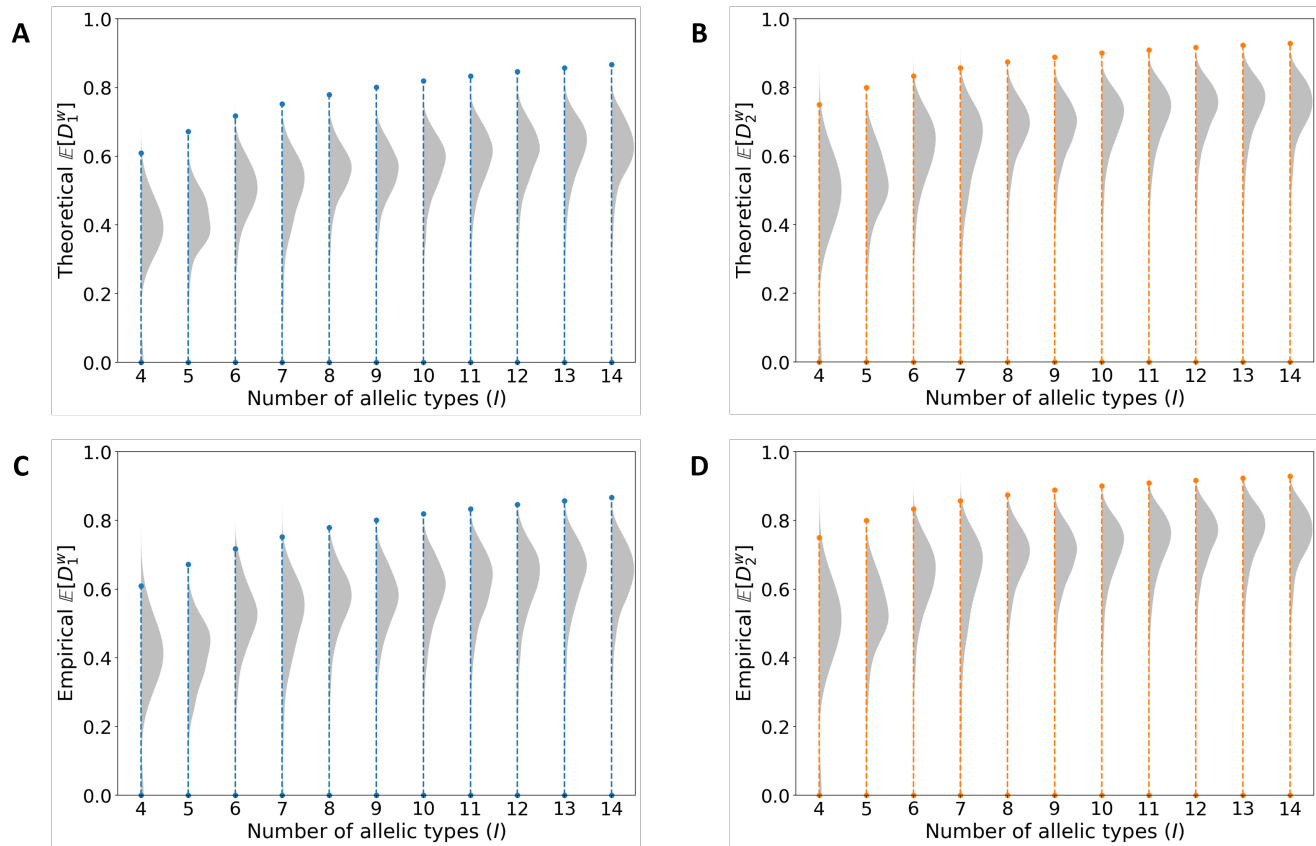 A
Theoretical 𝔼[D₁ʷ]
1.0
0.8
0.6
0.4
0.2
0.0
4 5 6 7 8 9 10 11 12 13 14
Number of allelic types (I)
B
Theoretical 𝔼[D₂ʷ]
1.0
0.8
0.6
0.4
0.2
0.0
4 5 6 7 8 9 10 11 12 13 14
Number of allelic types (I)
C
Empirical 𝔼[D₁ʷ]
1.0
0.8
0.6
0.4
0.2
0.0
4 5 6 7 8 9 10 11 12 13 14
Number of allelic types (I)
D
Empirical 𝔼[D₂ʷ]
1.0
0.8
0.6
0.4
0.2
0.0
4 5 6 7 8 9 10 11 12 13 14
Number of allelic types (I)